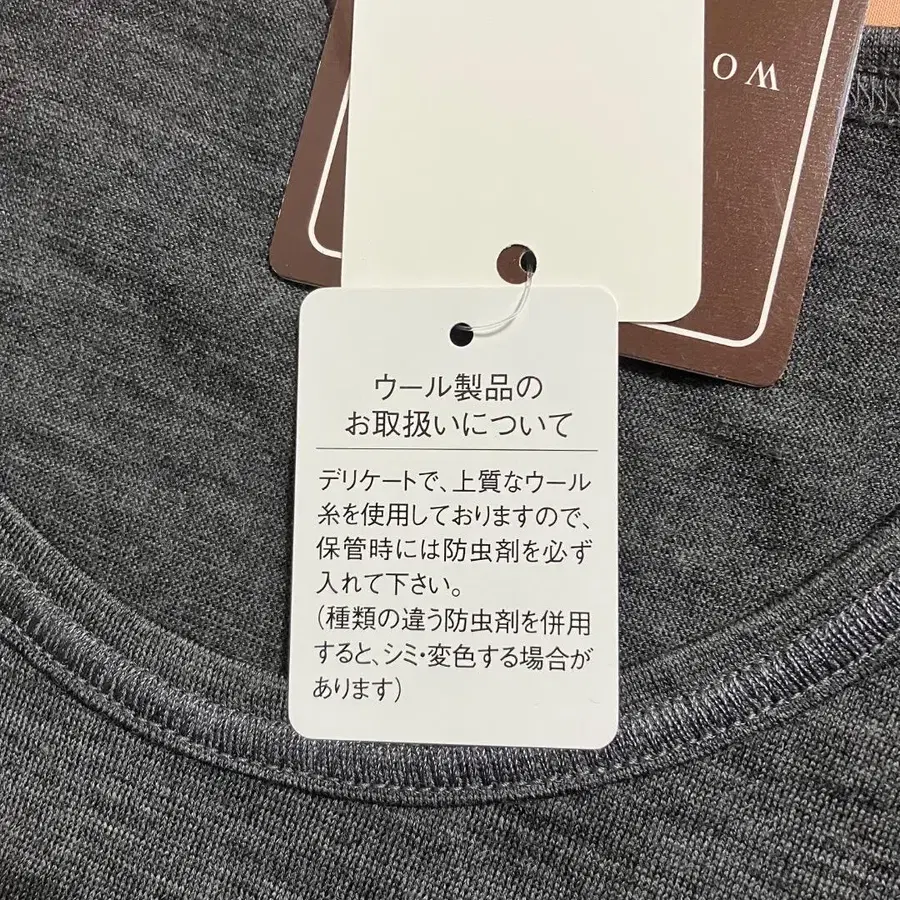 ウール製品の
お取扱いについて
デリケートで、上質なウール
糸を使用しておりますので、
保管時には防虫剤を必ず
入れて下さい。
(種類の違う防虫剤を併用
すると、シミ・変色する場合が
あります)